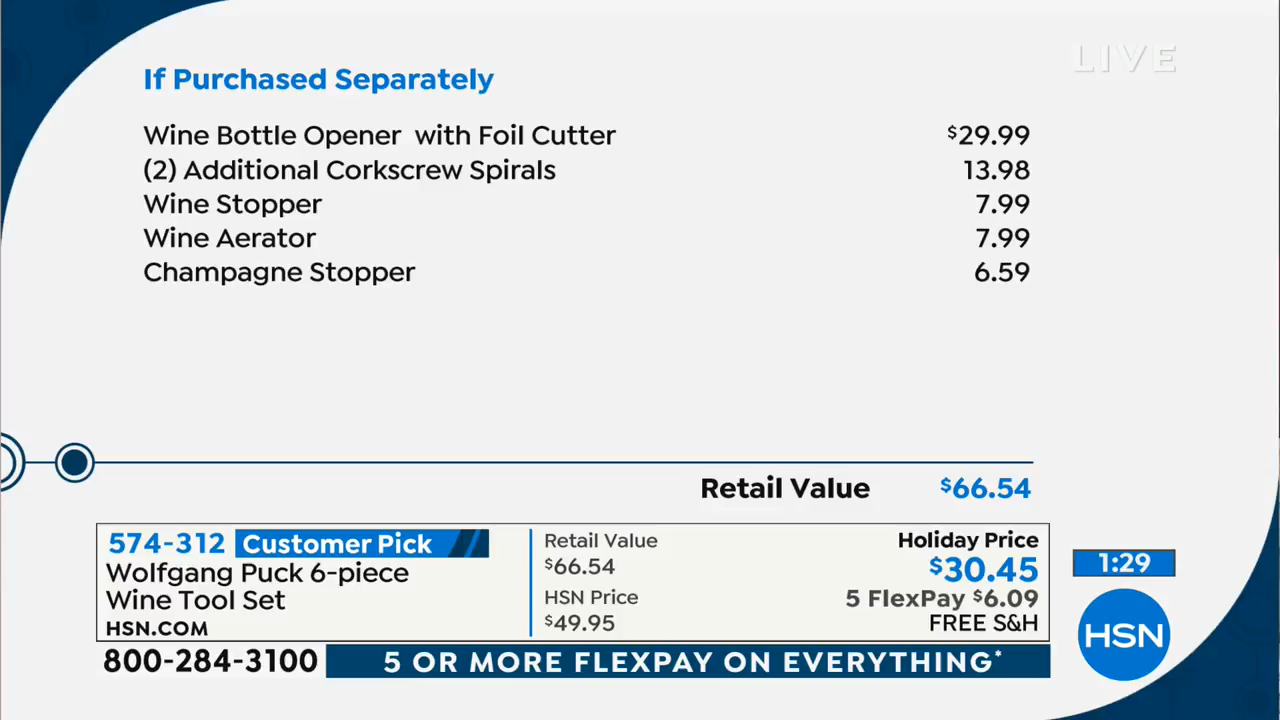 LIVE
If Purchased Separately
Wine Bottle Opener with Foil Cutter $29.99
(2) Additional Corkscrew Spirals 13.98
Wine Stopper 7.99
Wine Aerator 7.99
Champagne Stopper 6.59
Retail Value $66.54
574-312 Customer Pick
Wolfgang Puck 6-piece
Wine Tool Set
HSN.COM
Retail Value
$66.54
HSN Price
$49.95
Holiday Price
$30.45
5 FlexPay $6.09
FREE S&H
1:29
HSN
800-284-3100 5 OR MORE FLEXPAY ON EVERYTHING*